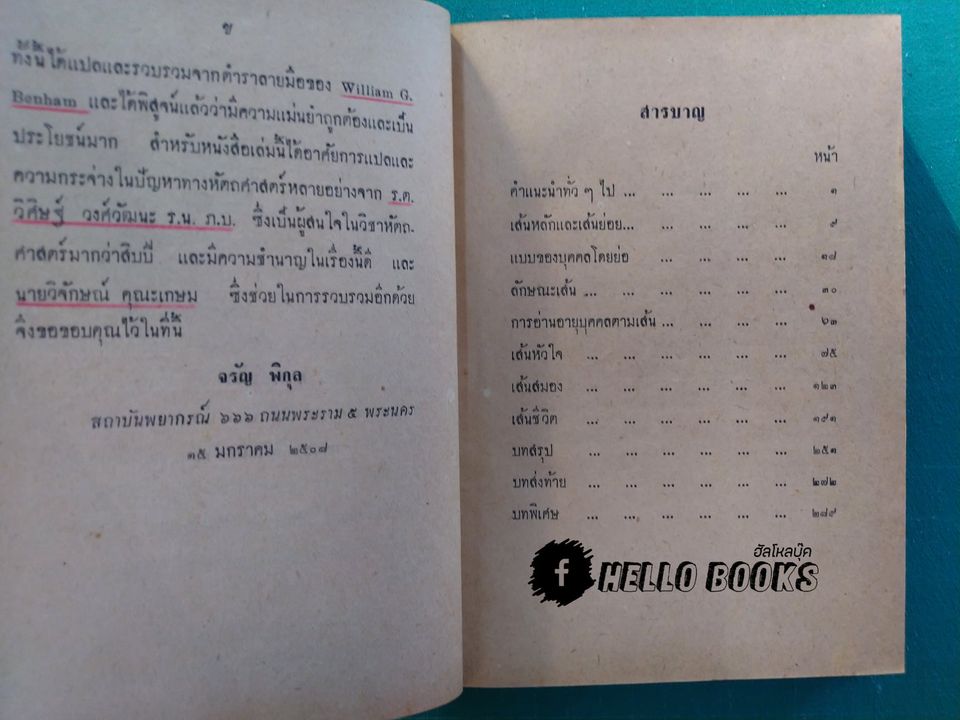 ข
ทั้งนี้ได้แปลและรวบรวมจากตำราลายมือของ William G.
Benham และได้พิสูจน์แล้วว่ามีความแม่นยำถูกต้องและเป็น
ประโยชน์มาก สำหรับหนังสือเล่มนี้ได้อาศัยการแปลและ
ความกระจ่างในปัญหาทางหัตถศาสตร์หลายอย่างจาก ร.ต.
วิศิษฐ์ วงศ์วัฒนะ ร.น. ภ.บ. ซึ่งเป็นผู้สนใจในวิชาหัตถ-
ศาสตร์มากว่าสิบปี และมีความชำนาญในเรื่องนี้ดี และ
นายวิจักษณ์ คุณะเกษม ซึ่งช่วยในการรวบรวมอีกด้วย
จึงขอขอบคุณไว้ในที่นี้
จรัญ พิกุล
สถาบันพยากรณ์ ๖๖๖ ถนนพระราม ๕ พระนคร
๑๕ มกราคม ๒๕๐๘
สารบาญ
หน้า
คำแนะนำทั่ว ๆ ไป ... ... ... ... ... ๑
เส้นหลักและเส้นย่อย... ... ... ... ... ๙
แบบของบุคคลโดยย่อ ... ... ... ... ๑๗
ลักษณะเส้น ... ... ... ... ... ... ๓๐
การอ่านอายุบุคคลตามเส้น ... ... ... ... ๖๓
เส้นหัวใจ ... ... ... ... ... ... ๗๕
เส้นสมอง ... ... ... ... ... ... ๑๒๓
เส้นชีวิต ... ... ... ... ... ... ๑๙๑
บทสรุป ... ... ... ... ... ... ๒๕๑
บทส่งท้าย ... ... ... ... ... ... ๒๗๒
บทพิเศษ ... ... ... ... ... ... ๒๘๙
ฮัลโหลบุ๊ค
f HELLO BOOKS